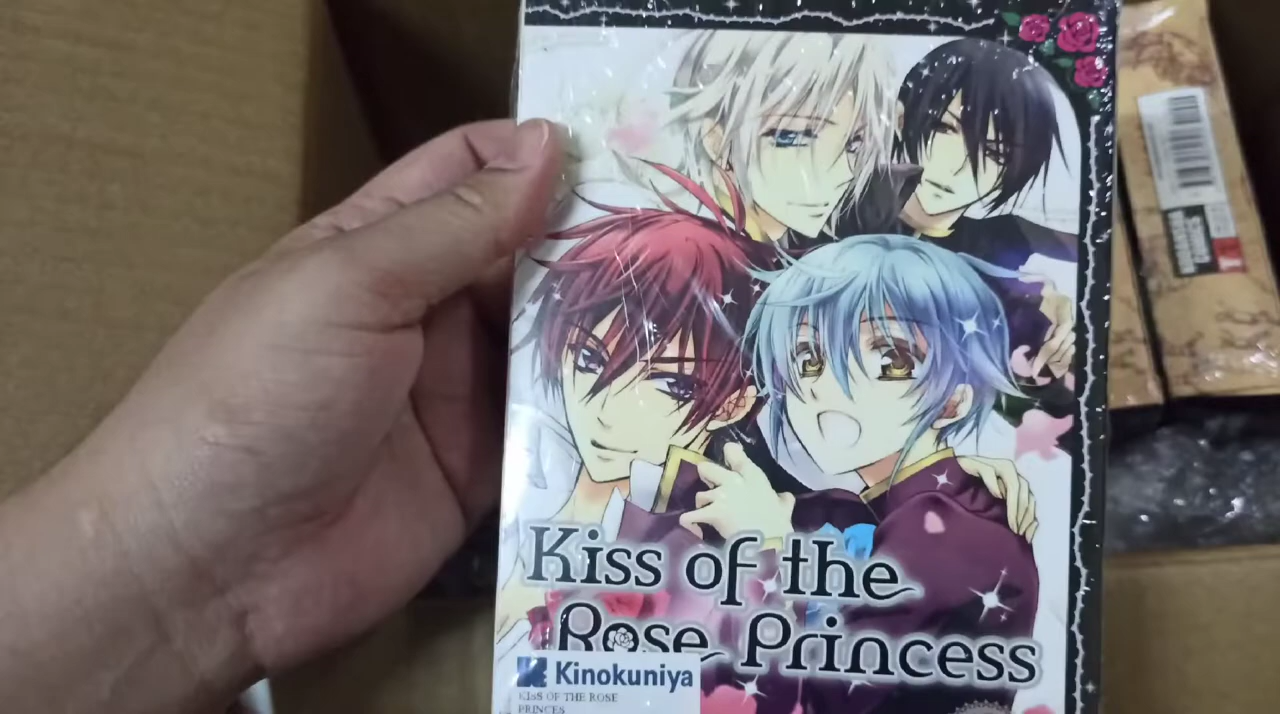 Kiss of the
Rose Princess
Kinokuniya
KISS OF THE ROSE
PRINCES